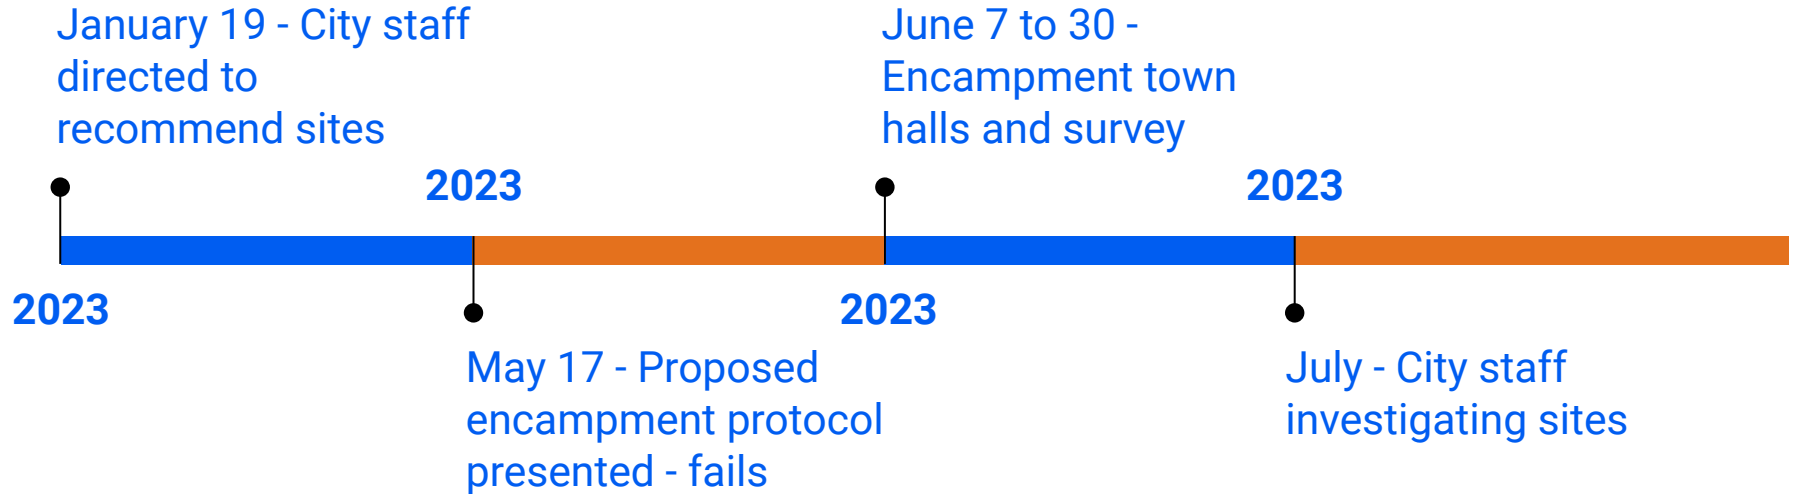 January 19 - City staff
directed to
recommend sites
2023
2023
May 17 - Proposed
encampment protocol
presented - fails
June 7 to 30 -
Encampment town
halls and survey
2023
2023
July - City staff
investigating sites